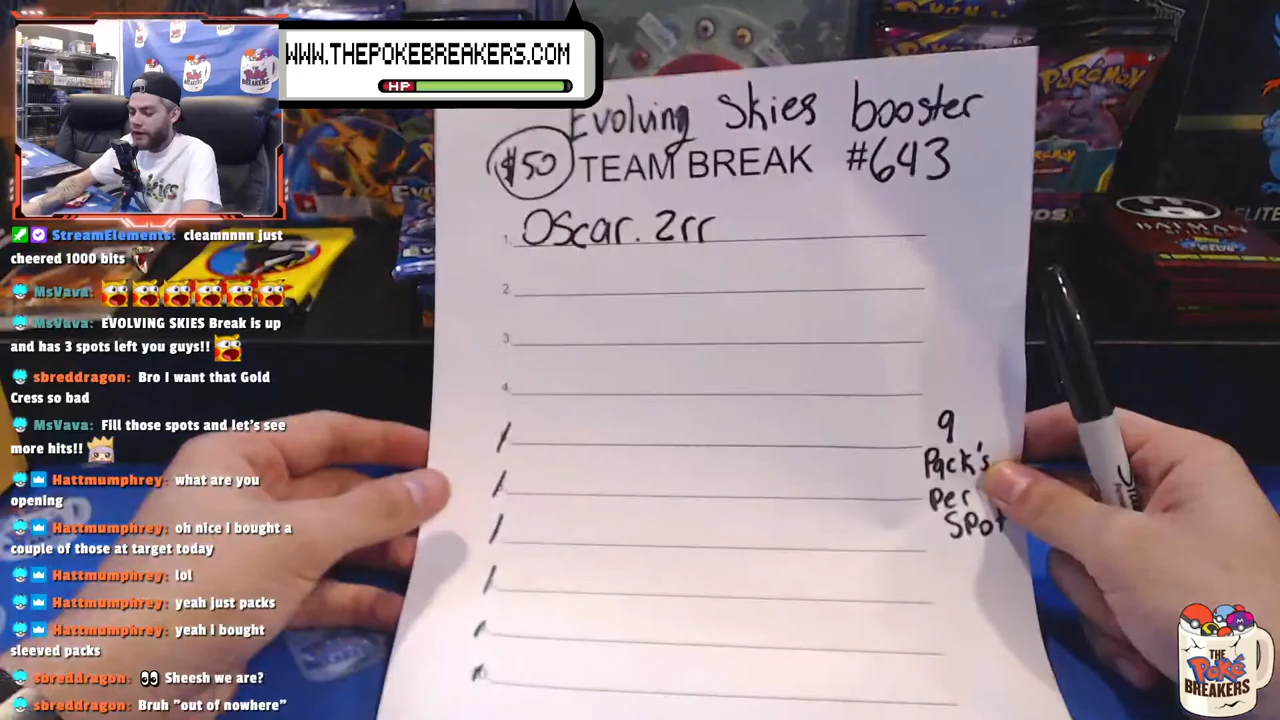 WWW.THEPOKEBREAKERS.COM
HP
Evolving Skies booster
$50 TEAM BREAK #643
1. Oscar. 2rr
2.
3.
4.
9
Pack's
Per
Spot
StreamElements: cleamnnnn just
cheered 1000 bits
MsVava:
MsVava: EVOLVING SKIES Break is up
and has 3 spots left you guys!!
sbreddragon: Bro I want that Gold
Cress so bad
MsVava: Fill those spots and let's see
more hits!!
Hattmumphrey: what are you
opening
Hattmumphrey: oh nice I bought a
couple of those at target today
Hattmumphrey: lol
Hattmumphrey: yeah just packs
Hattmumphrey: yeah I bought
sleeved packs
sbreddragon: 👀 Sheesh we are?
sbreddragon: Bruh "out of nowhere"
POKÉMON
BATMAN
THE
POKÉ
BREAKERS